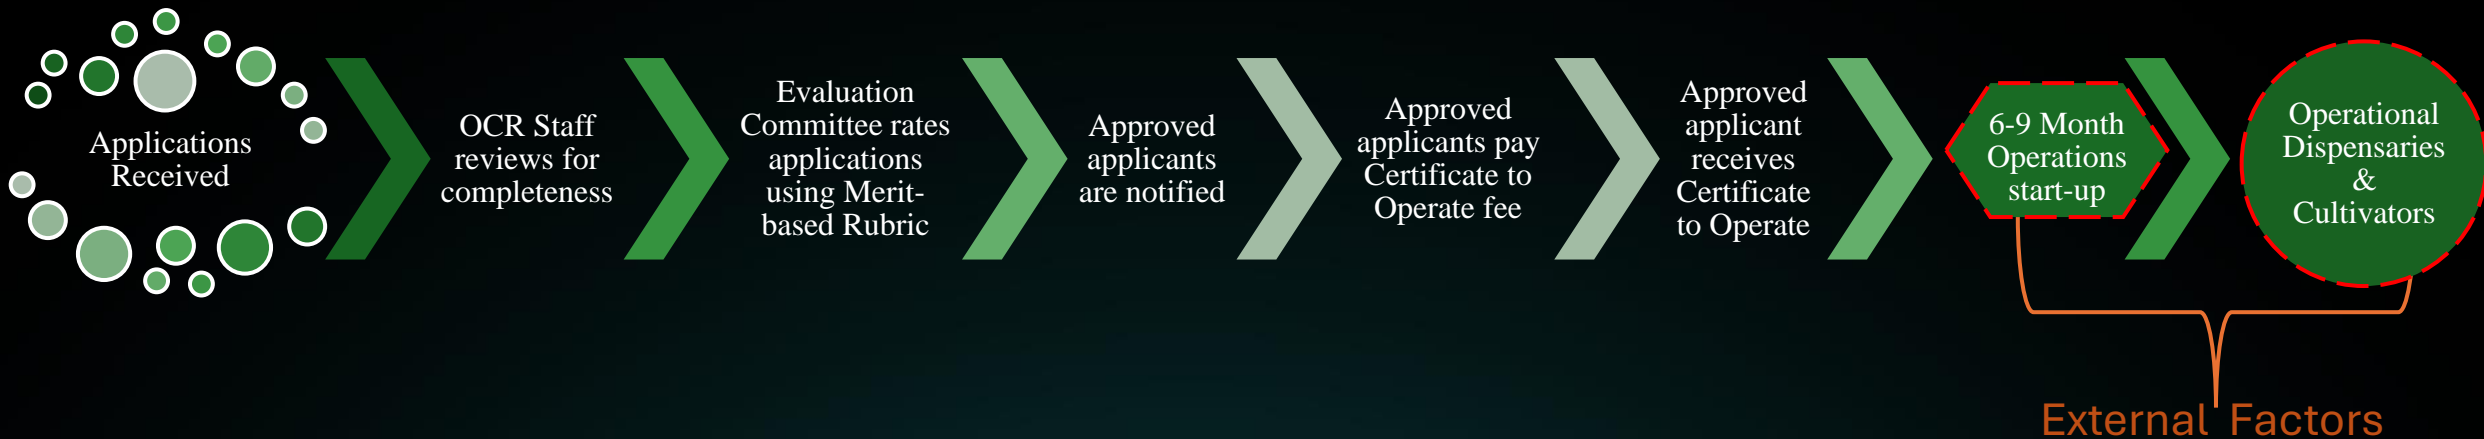 Applications
Received
OCR Staff
reviews for
completeness
Evaluation
Committee rates
applications
using Merit-
based Rubric
Approved
applicants
are notified
Approved
applicants pay
Certificate to
Operate fee
Approved
applicant
receives
Certificate
to Operate
6-9 Month
Operations
start-up
Operational
Dispensaries
&
Cultivators
External Factors